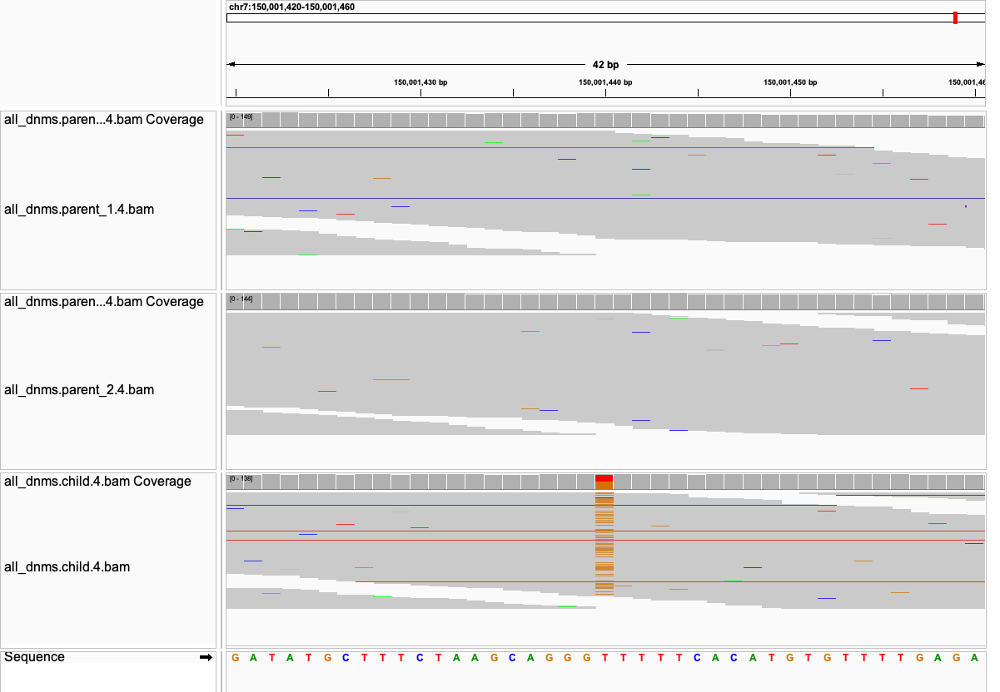 chr7:150,001,420-150,001,460
42 bp
150,001,430 bp 150,001,440 bp 150,001,450 bp 150,001,46
all_dnms.paren...4.bam Coverage
[0 - 149]
all_dnms.parent_1.4.bam
all_dnms.paren...4.bam Coverage
[0 - 144]
all_dnms.parent_2.4.bam
all_dnms.child.4.bam Coverage
[0 - 138]
all_dnms.child.4.bam
Sequence G A T A T G C T T T C T A A G C A G G G T T T T T C A C A T G T G T T T T G A G A